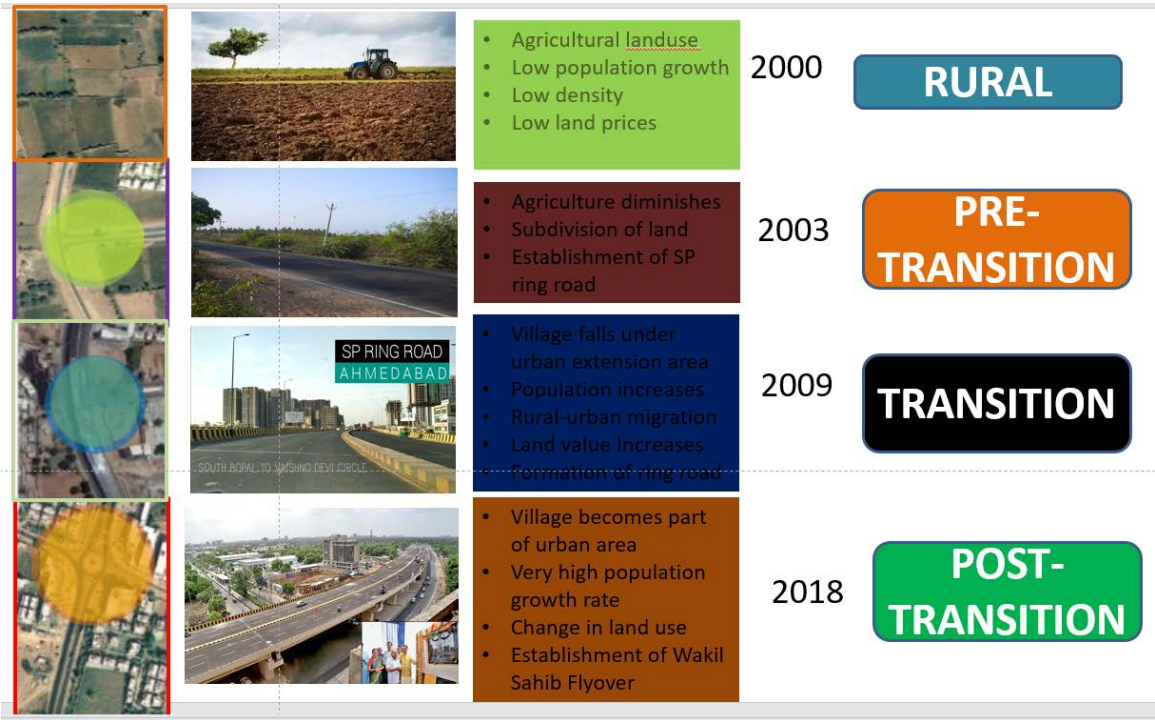 • Agricultural landuse
• Low population growth
• Low density
• Low land prices
2000
RURAL
• Agriculture diminishes
• Subdivision of land
• Establishment of SP
ring road
2003
PRE-
TRANSITION
SP RING ROAD
AHMEDABAD
SOUTH BOPAL TO VAISHNO DEVI CIRCLE
• Village falls under
urban extension area
• Population increases
• Rural-urban migration
• Land value Increases
• Formation of ring road
2009
TRANSITION
• Village becomes part
of urban area
• Very high population
growth rate
• Change in land use
• Establishment of Wakil
Sahib Flyover
2018
POST-
TRANSITION